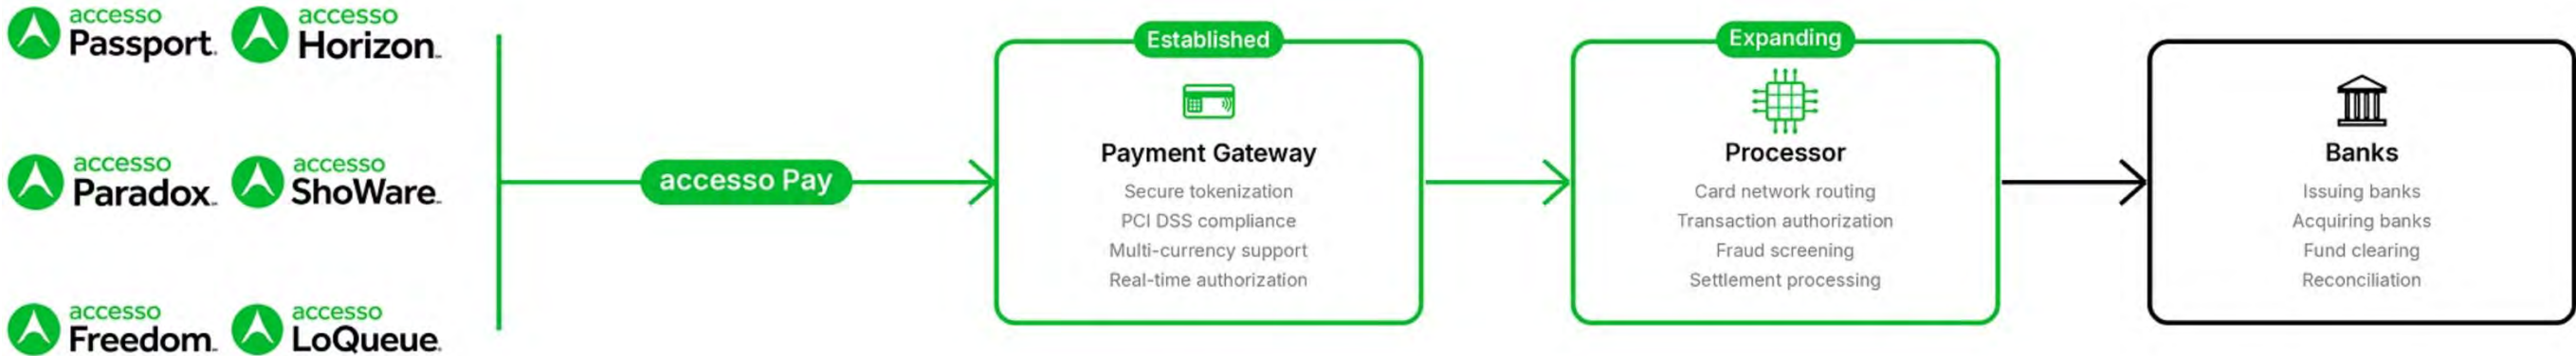 accesso
Passport
accesso
Horizon
accesso
Paradox
accesso
ShoWare
accesso
Freedom
accesso
LoQueue
accesso Pay
Established
Payment Gateway
Secure tokenization
PCI DSS compliance
Multi-currency support
Real-time authorization
Expanding
Processor
Card network routing
Transaction authorization
Fraud screening
Settlement processing
Banks
Issuing banks
Acquiring banks
Fund clearing
Reconciliation